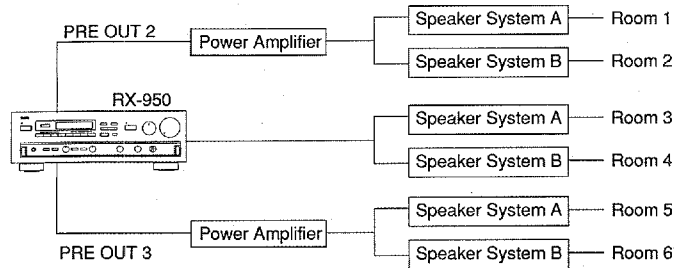 PRE OUT 2
Power Amplifier
Speaker System A
Room 1
Speaker System B
Room 2
RX-950
Speaker System A
Room 3
Speaker System B
Room 4
PRE OUT 3
Power Amplifier
Speaker System A
Room 5
Speaker System B
Room 6